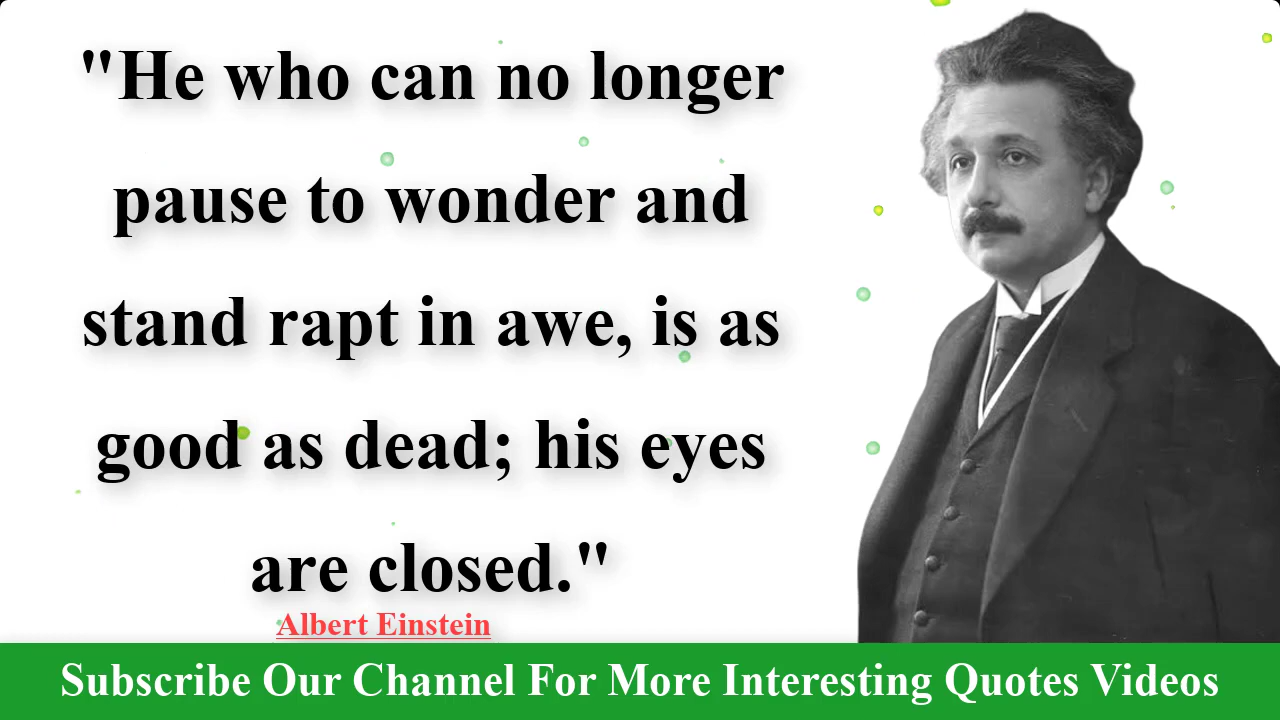 "He who can no longer
pause to wonder and
stand rapt in awe, is as
good as dead; his eyes
are closed."
Albert Einstein
Subscribe Our Channel For More Interesting Quotes Videos